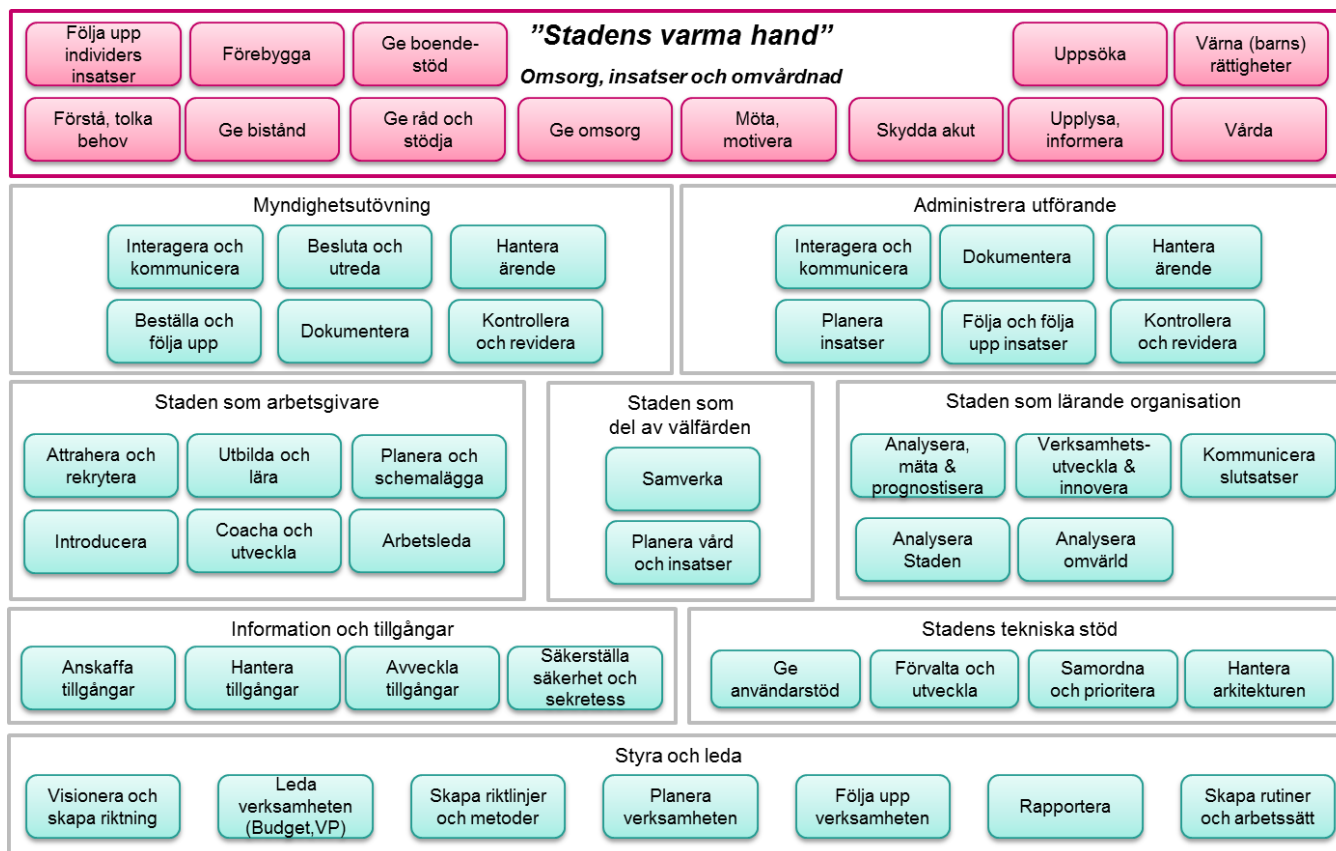 ”Stadens varma hand”
Omsorg, insatser och omvårdnad
Följa upp
individers
insatser
Förebygga
Ge boende-
stöd
Uppsöka
Värna (barns)
rättigheter
Förstå, tolka
behov
Ge bistånd
Ge råd och
stödja
Ge omsorg
Möta,
motivera
Skydda akut
Upplysa,
informera
Vårda
Myndighetsutövning
Interagera och
kommunicera
Besluta och
utreda
Hantera
ärende
Beställa och
följa upp
Dokumentera
Kontrollera
och revidera
Administrera utförande
Interagera och
kommunicera
Dokumentera
Hantera
ärende
Planera
insatser
Följa och följa
upp insatser
Kontrollera
och revidera
Staden som arbetsgivare
Attrahera och
rekrytera
Utbilda och
lära
Planera och
schemalägga
Introducera
Coacha och
utveckla
Arbetsleda
Staden som
del av välfärden
Samverka
Planera vård
och insatser
Staden som lärande organisation
Analysera,
mäta &
prognostisera
Verksamhets-
utveckla &
innovera
Kommunicera
slutsatser
Analysera
Staden
Analysera
omvärld
Information och tillgångar
Anskaffa
tillgångar
Hantera
tillgångar
Avveckla
tillgångar
Säkerställa
säkerhet och
sekretess
Stadens tekniska stöd
Ge
användarstöd
Förvalta och
utveckla
Samordna
och prioritera
Hantera
arkitekturen
Styra och leda
Visionera och
skapa riktning
Leda
verksamheten
(Budget,VP)
Skapa riktlinjer
och metoder
Planera
verksamheten
Följa upp
verksamheten
Rapportera
Skapa rutiner
och arbetssätt